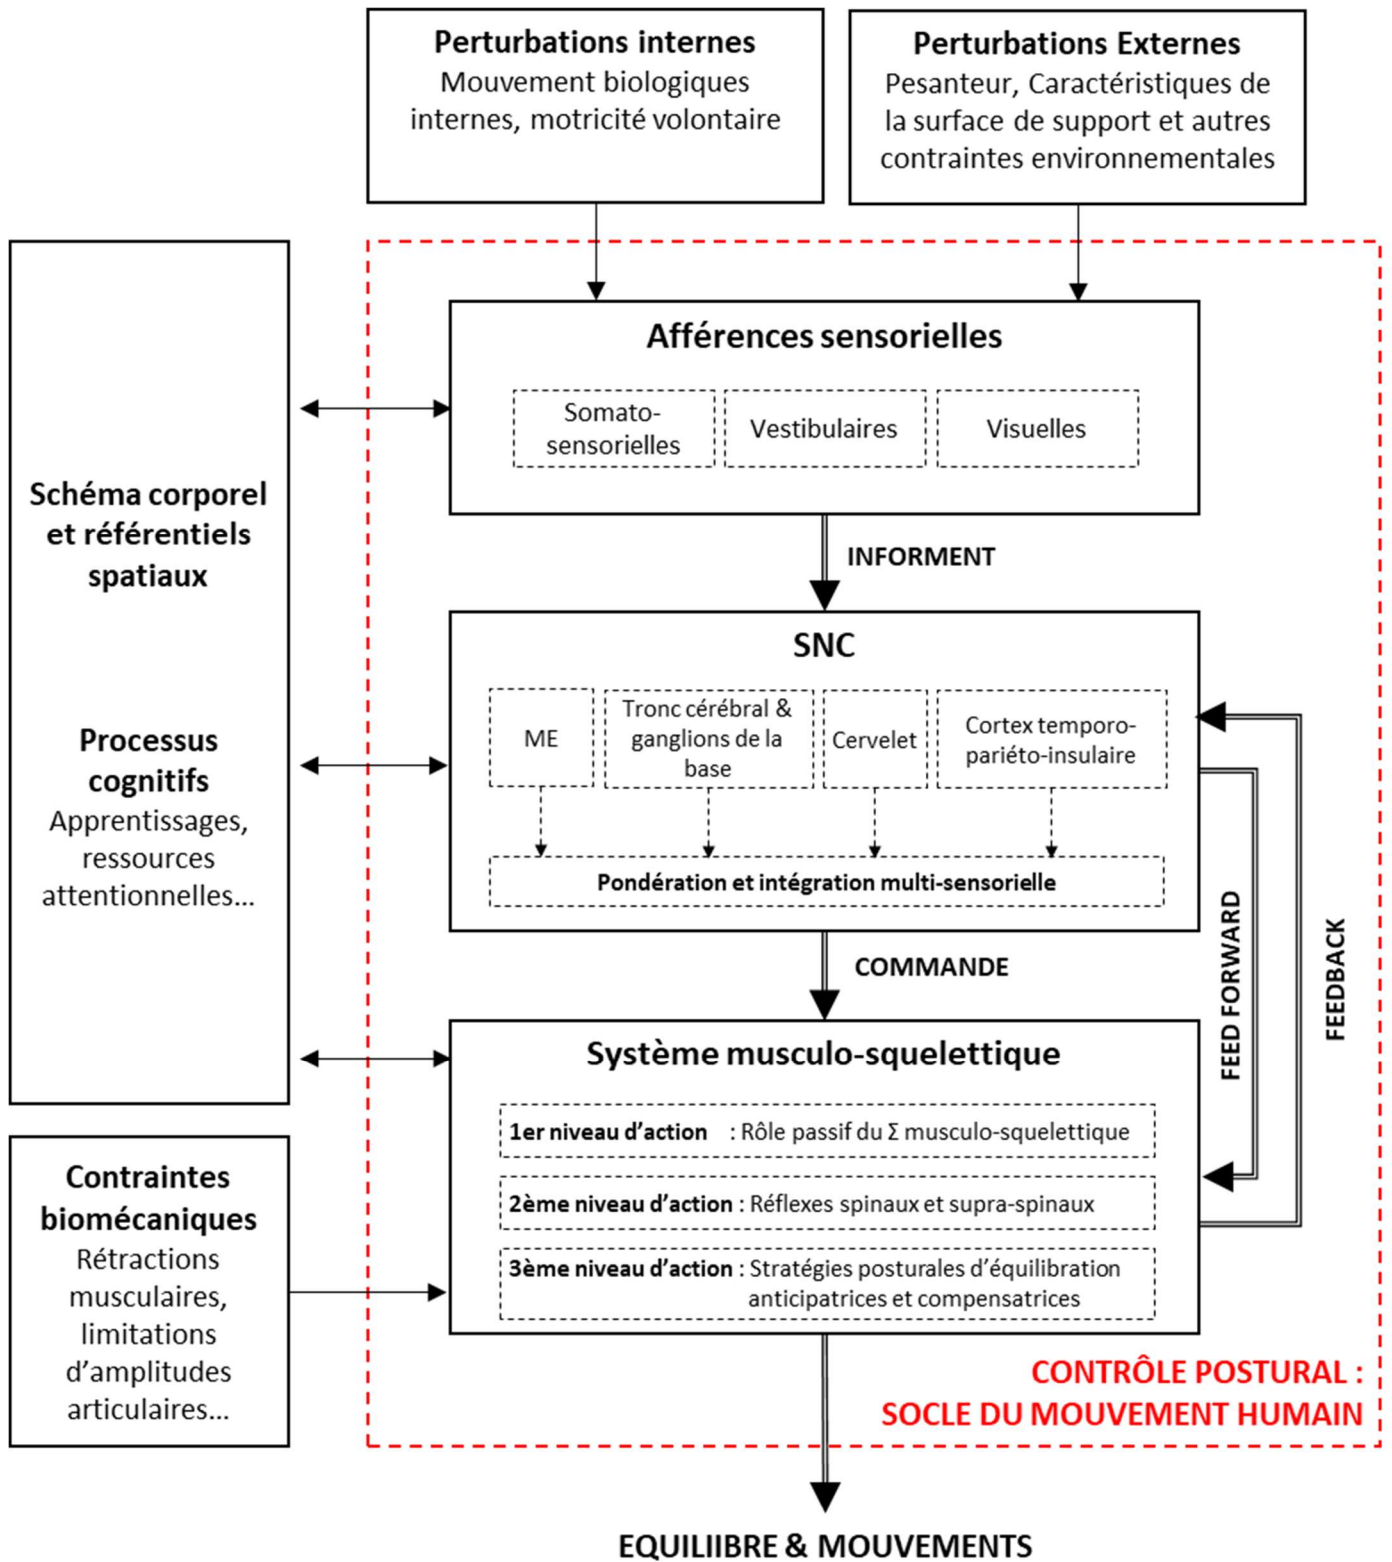 Perturbations internes
Mouvement biologiques
internes, motricité volontaire
Perturbations Externes
Pesanteur, Caractéristiques de
la surface de support et autres
contraintes environnementales
Afférences sensorielles
Somato-
sensorielles
Vestibulaires
Visuelles
INFORMENT
Schéma corporel
et référentiels
spatiaux
Processus
cognitifs
Apprentissages,
ressources
attentionnelles...
SNC
ME
Tronc cérébral &
ganglions de la
base
Cervelet
Cortex temporo-
pariéto-insulaire
Pondération et intégration multi-sensorielle
COMMANDE
FEED FORWARD
FEEDBACK
Système musculo-squelettique
1er niveau d'action : Rôle passif du Σ musculo-squelettique
2ème niveau d'action : Réflexes spinaux et supra-spinaux
3ème niveau d'action : Stratégies posturales d'équilibration
anticipatrices et compensatrices
Contraintes
biomécaniques
Rétractions
musculaires,
limitations
d'amplitudes
articulaires...
CONTRÔLE POSTURAL :
SOCLE DU MOUVEMENT HUMAIN
EQUILIIBRE & MOUVEMENTS